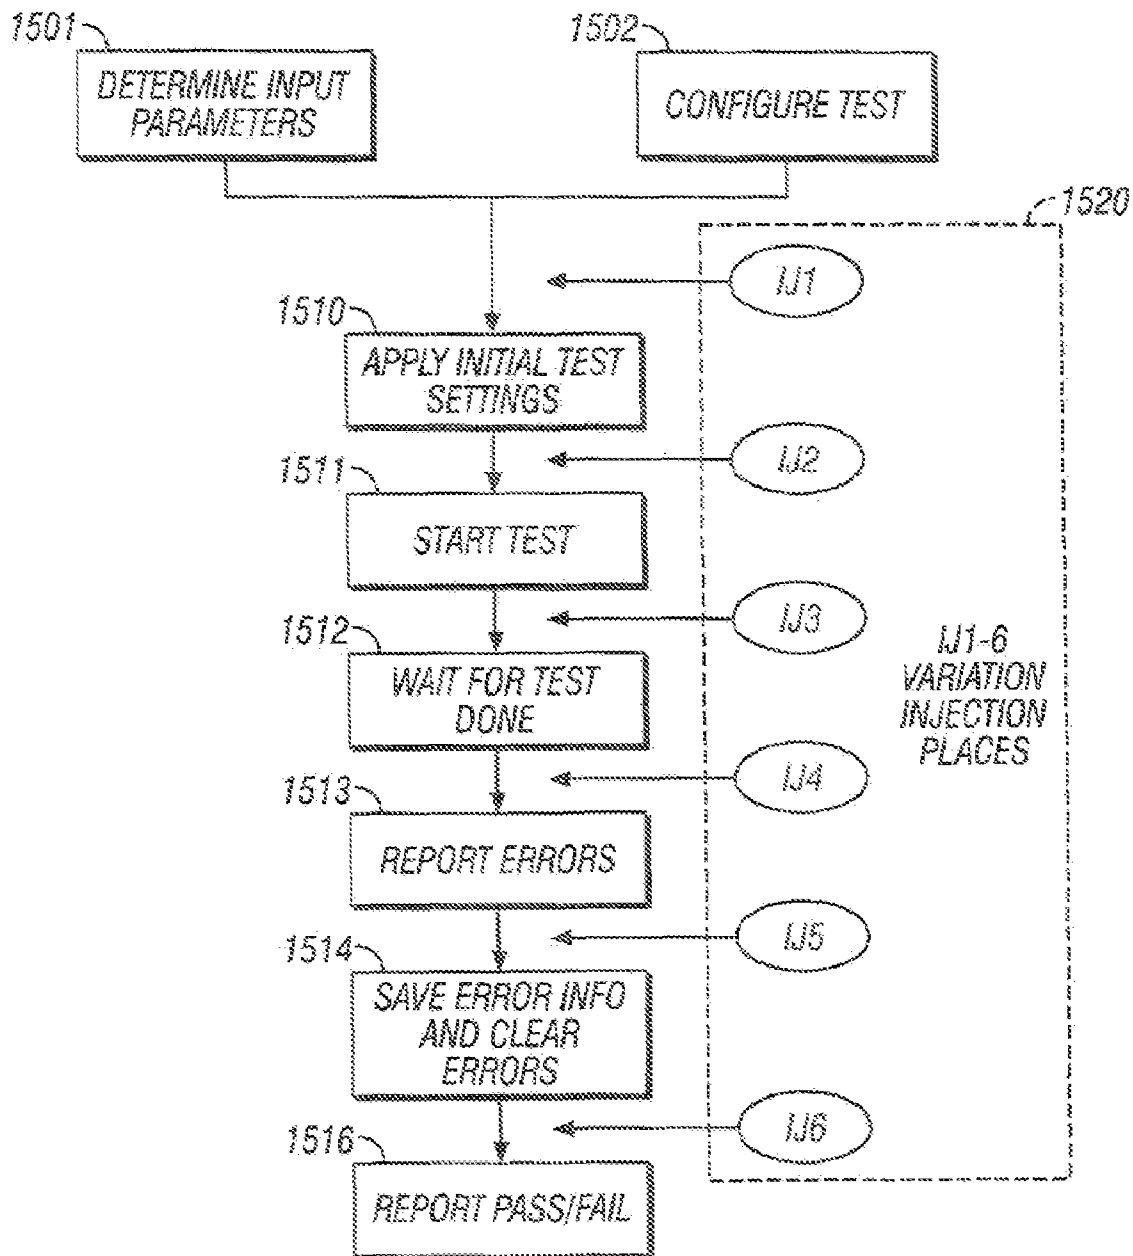 1501
DETERMINE INPUT
PARAMETERS
1502
CONFIGURE TEST
1520
IJ1
1510
APPLY INITIAL TEST
SETTINGS
IJ2
1511
START TEST
IJ3
1512
WAIT FOR TEST
DONE
IJ1-6
VARIATION
INJECTION
PLACES
IJ4
1513
REPORT ERRORS
IJ5
1514
SAVE ERROR INFO
AND CLEAR
ERRORS
IJ6
1516
REPORT PASS/FAIL